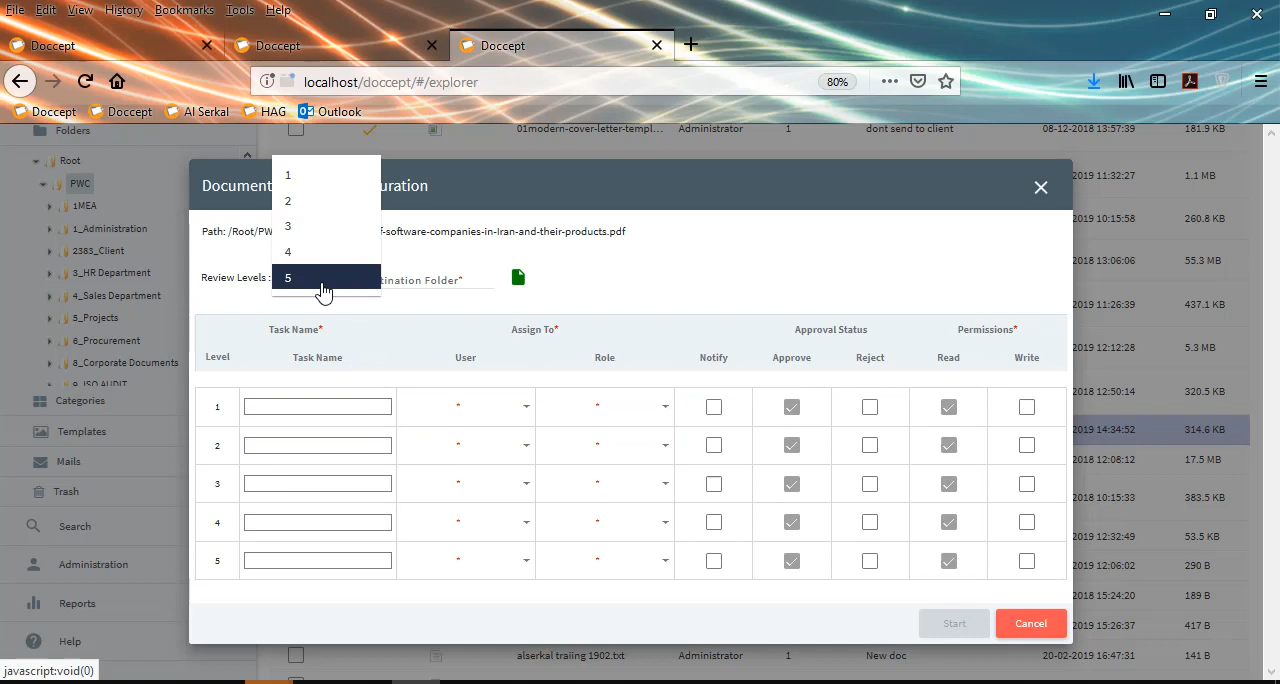 File Edit View History Bookmarks Tools Help
Doccept
Doccept
Doccept
localhost/doccept/#/explorer
80%
Doccept
Doccept
Al Serkal
HAG
Outlook
Folders
01modern-cover-letter-templ...
Administrator
1
dont send to client
08-12-2018 13:57:39
181.9 KB
Root
PWC
1MEA
1_Administration
2383_Client
3_HR Department
4_Sales Department
5_Projects
6_Procurement
8_Corporate Documents
9_ISO AUDIT
Categories
Templates
Mails
Trash
Search
Administration
Reports
Help
Document
uration
Path: /Root/PW
f-software-companies-in-Iran-and-their-products.pdf
Review Levels :
1
2
3
4
5
tination Folder*
Task Name*
Assign To*
Approval Status
Permissions*
Level
Task Name
User
Role
Notify
Approve
Reject
Read
Write
1 * *
2 * *
3 * *
4 * *
5 * *
Start
Cancel
2019 11:32:27 1.1 MB
2019 10:15:58 260.8 KB
2018 13:06:06 55.3 MB
2019 11:26:39 437.1 KB
2019 12:12:28 5.3 MB
2018 12:50:14 320.5 KB
2019 14:34:52 314.6 KB
2018 12:08:12 17.5 MB
2018 10:15:33 383.5 KB
2019 12:32:49 53.5 KB
2019 12:06:02 290 B
2018 15:24:20 189 B
2019 15:26:37 417 B
alserkal traiing 1902.txt
Administrator
1
New doc
20-02-2019 16:47:31
141 B
javascript:void(0)